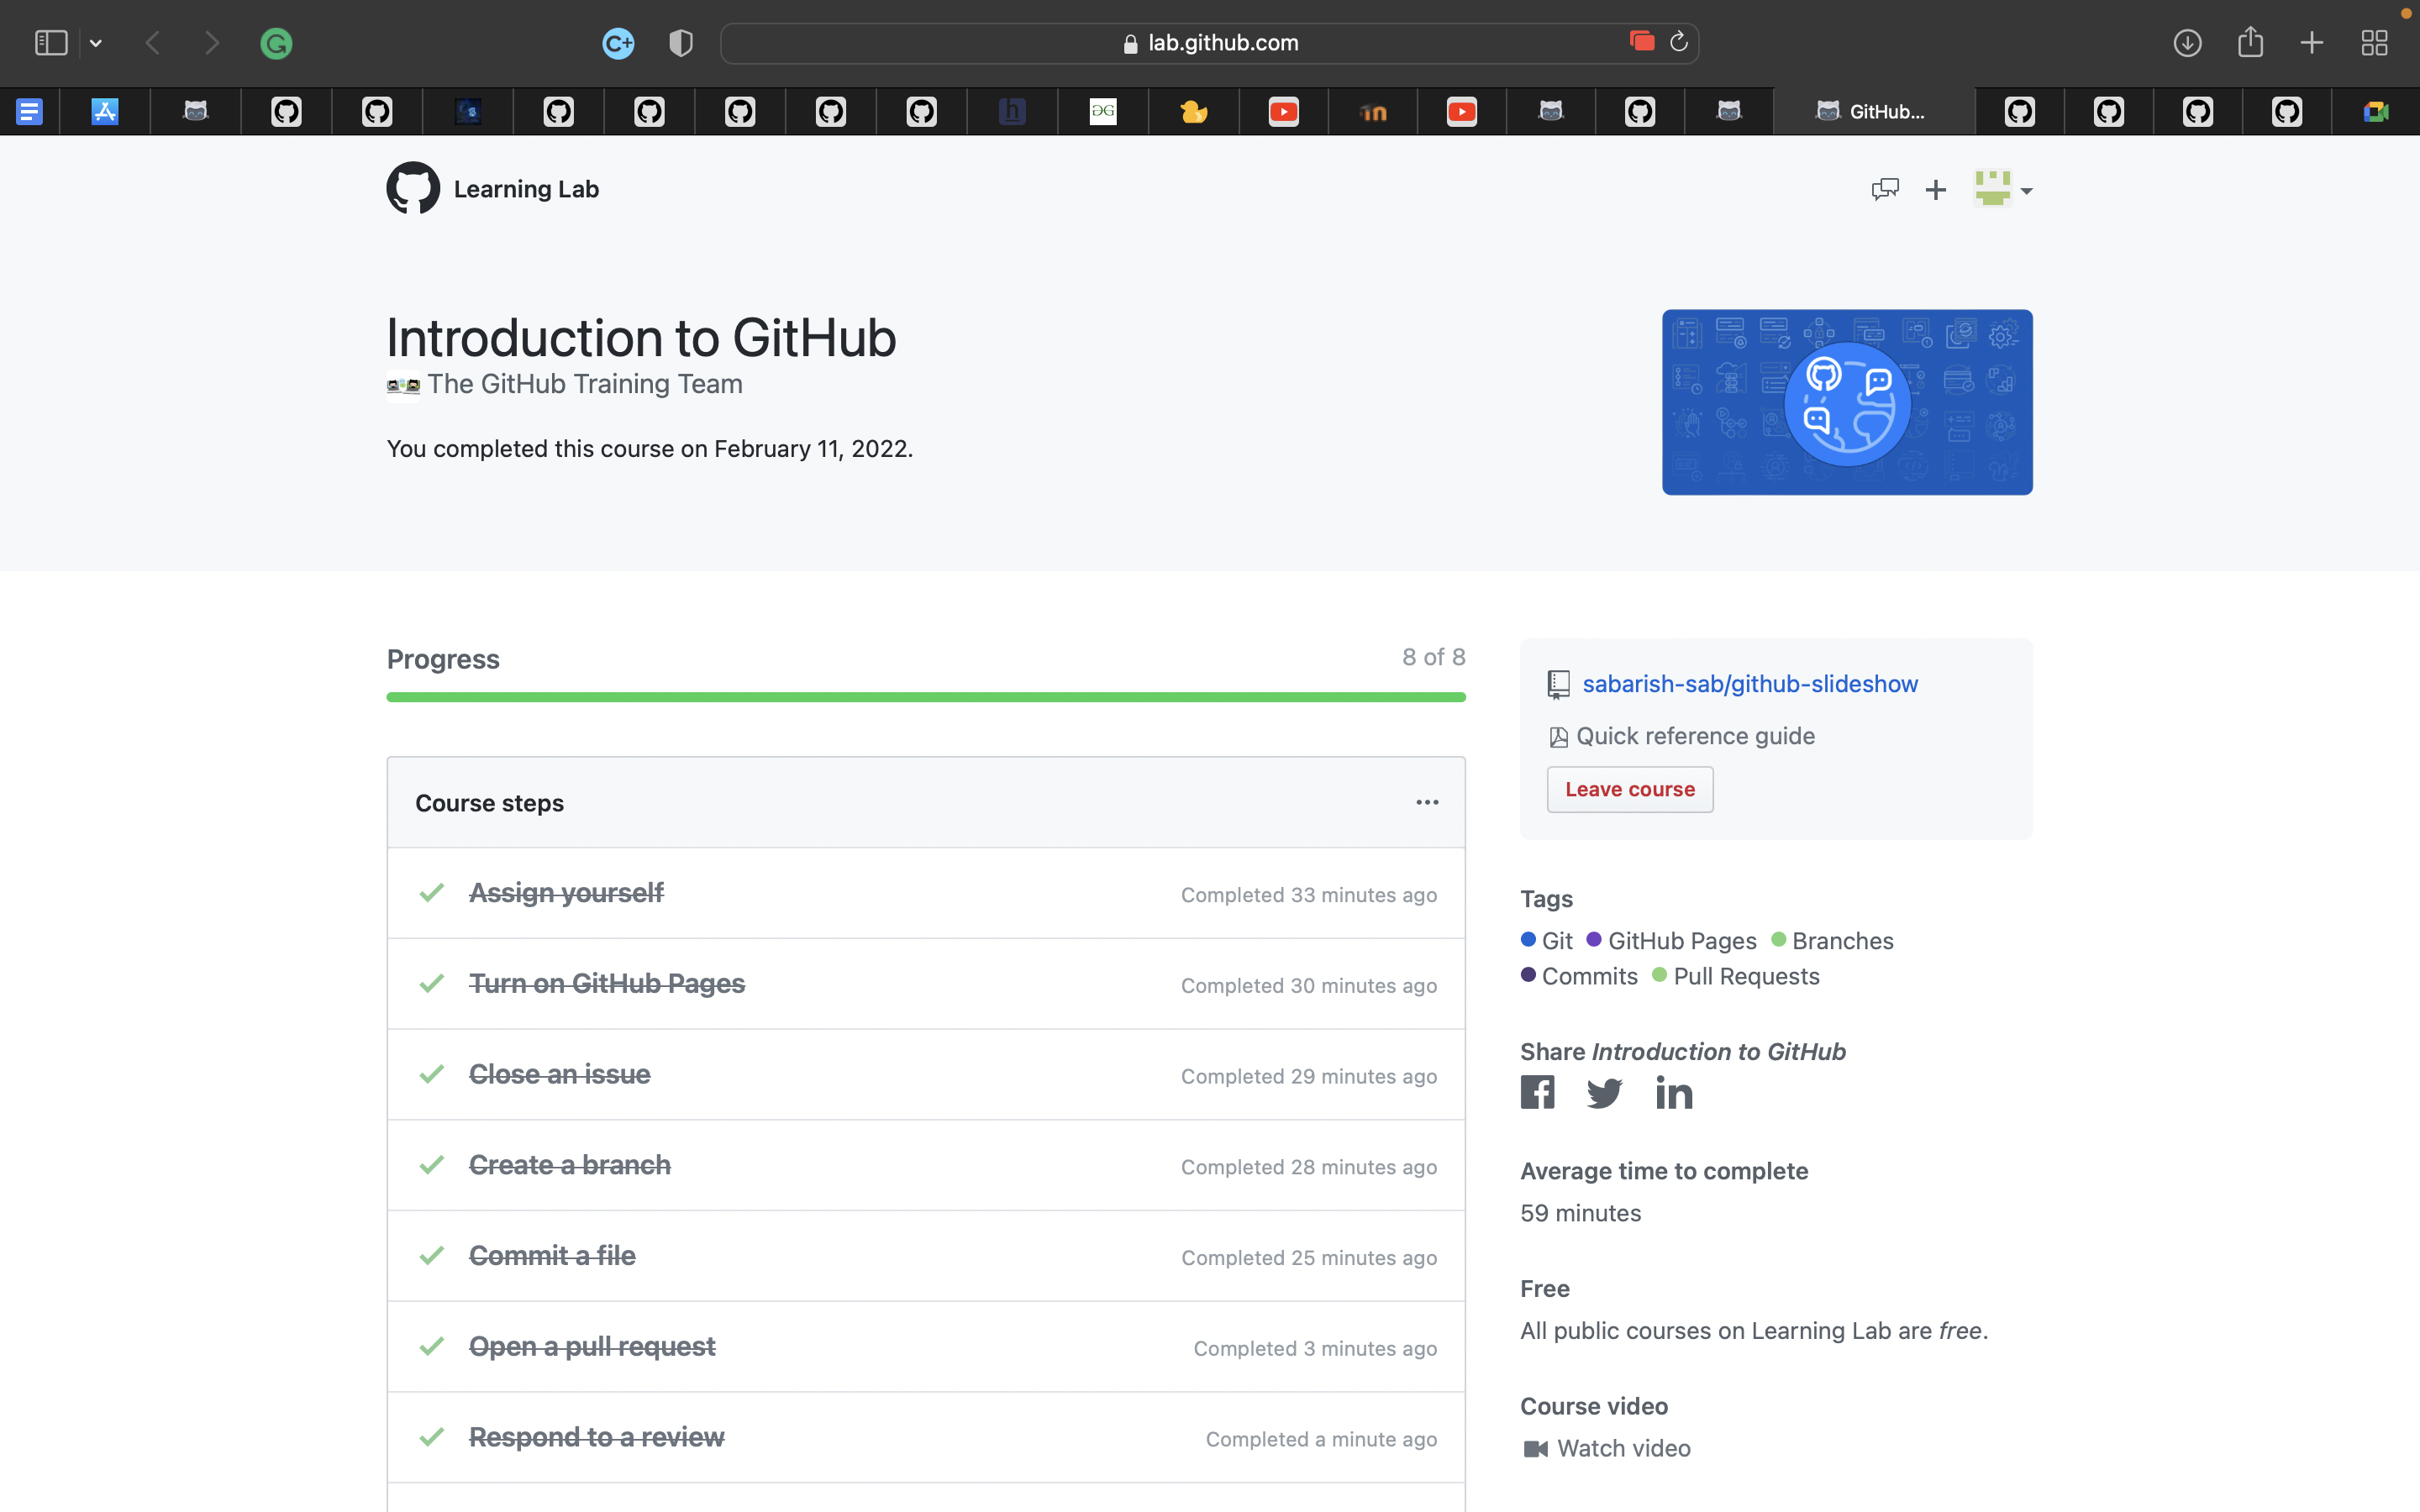 lab.github.com
GitHub...
Learning Lab
Introduction to GitHub
The GitHub Training Team
You completed this course on February 11, 2022.
Progress
8 of 8
Course steps
Assign yourself
Completed 33 minutes ago
Turn on GitHub Pages
Completed 30 minutes ago
Close an issue
Completed 29 minutes ago
Create a branch
Completed 28 minutes ago
Commit a file
Completed 25 minutes ago
Open a pull request
Completed 3 minutes ago
Respond to a review
Completed a minute ago
sabarish-sab/github-slideshow
Quick reference guide
Leave course
Tags
Git GitHub Pages Branches
Commits Pull Requests
Share Introduction to GitHub
Average time to complete
59 minutes
Free
All public courses on Learning Lab are free.
Course video
Watch video